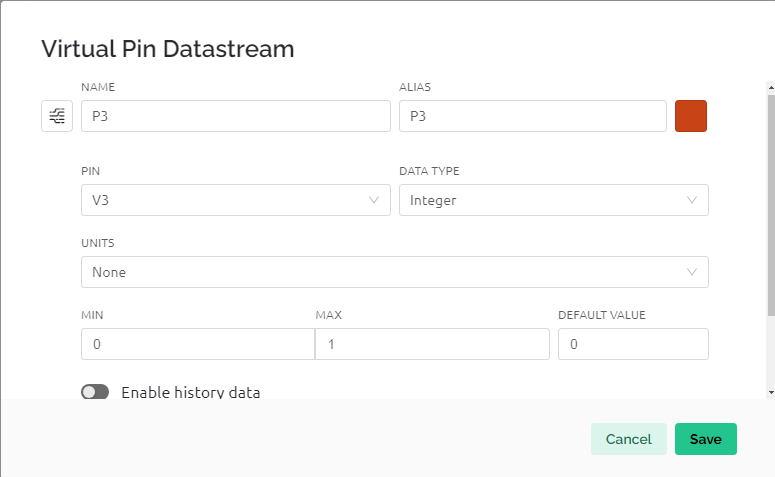 Virtual Pin Datastream
NAME ALIAS
P3 P3
PIN DATA TYPE
V3 Integer
UNITS
None
MIN MAX DEFAULT VALUE
0 1 0
Enable history data
Cancel Save